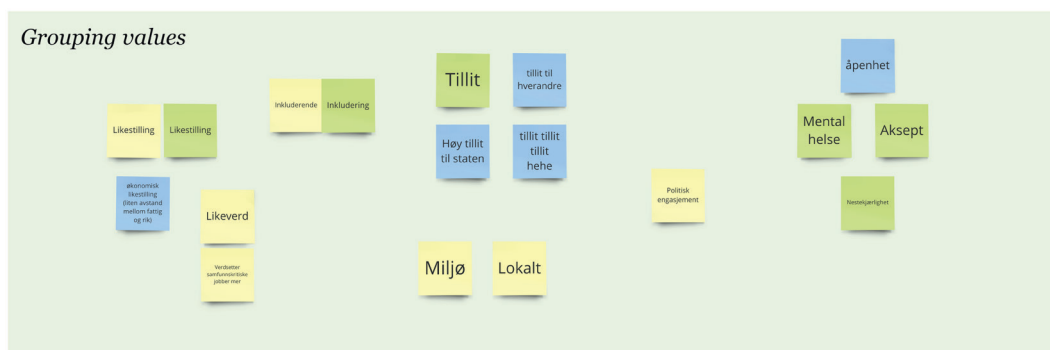 Grouping values
Likestilling
Likestilling
økonomisk
likestilling
(liten avstand
mellom fattig
og rik)
Likeverd
Verdsetter
samfunnskritiske
jobber mer
Inkluderende
Inkludering
Tillit
tillit til
hverandre
Høy tillit
til staten
tillit tillit
tillit
hehe
Miljø
Lokalt
Politisk
engasjement
åpenhet
Mental
helse
Aksept
Nestekjærlighet